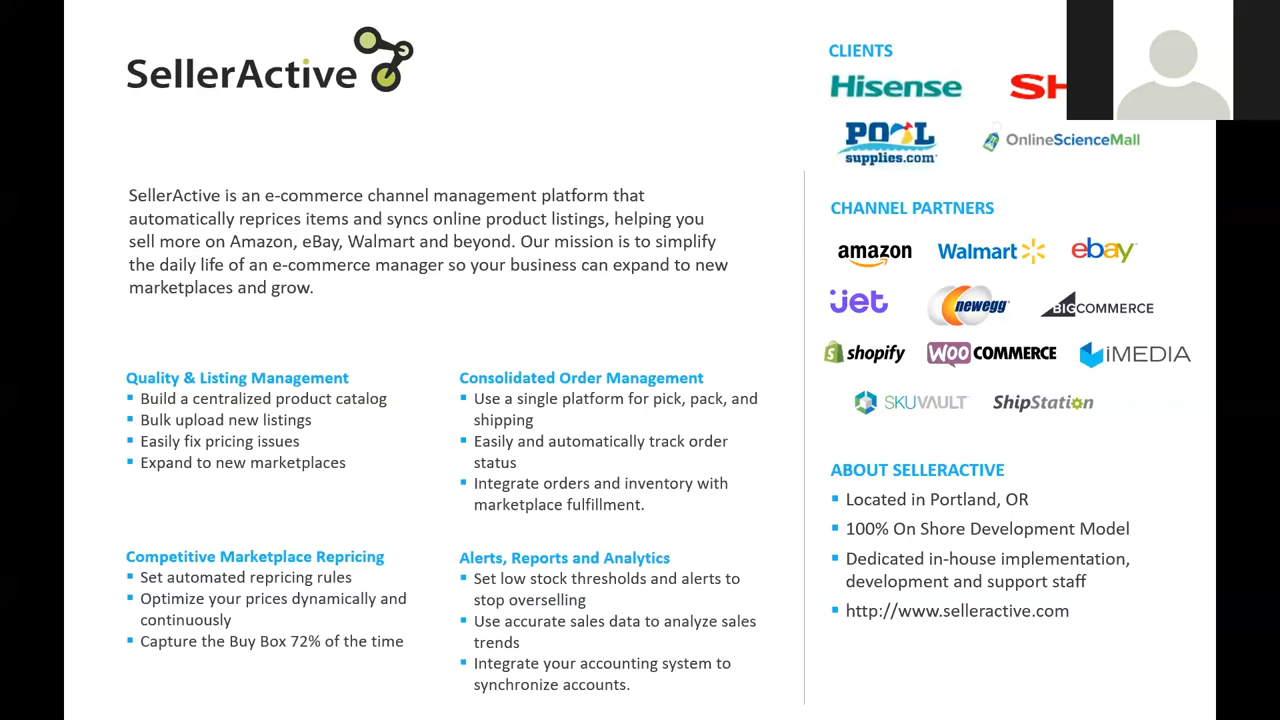 SellerActive
SellerActive is an e-commerce channel management platform that
automatically reprices items and syncs online product listings, helping you
sell more on Amazon, eBay, Walmart and beyond. Our mission is to simplify
the daily life of an e-commerce manager so your business can expand to new
marketplaces and grow.
Quality & Listing Management
▪ Build a centralized product catalog
▪ Bulk upload new listings
▪ Easily fix pricing issues
▪ Expand to new marketplaces
Consolidated Order Management
▪ Use a single platform for pick, pack, and
shipping
▪ Easily and automatically track order
status
▪ Integrate orders and inventory with
marketplace fulfillment.
Competitive Marketplace Repricing
▪ Set automated repricing rules
▪ Optimize your prices dynamically and
continuously
▪ Capture the Buy Box 72% of the time
Alerts, Reports and Analytics
▪ Set low stock thresholds and alerts to
stop overselling
▪ Use accurate sales data to analyze sales
trends
▪ Integrate your accounting system to
synchronize accounts.
CLIENTS
Hisense
POOL
supplies.com
OnlineScienceMall
CHANNEL PARTNERS
amazon Walmart ebay
jet newegg BIGCOMMERCE
shopify WOO COMMERCE iMEDIA
SKUVAULT ShipStation
ABOUT SELLERACTIVE
▪ Located in Portland, OR
▪ 100% On Shore Development Model
▪ Dedicated in-house implementation,
development and support staff
▪ http://www.selleractive.com